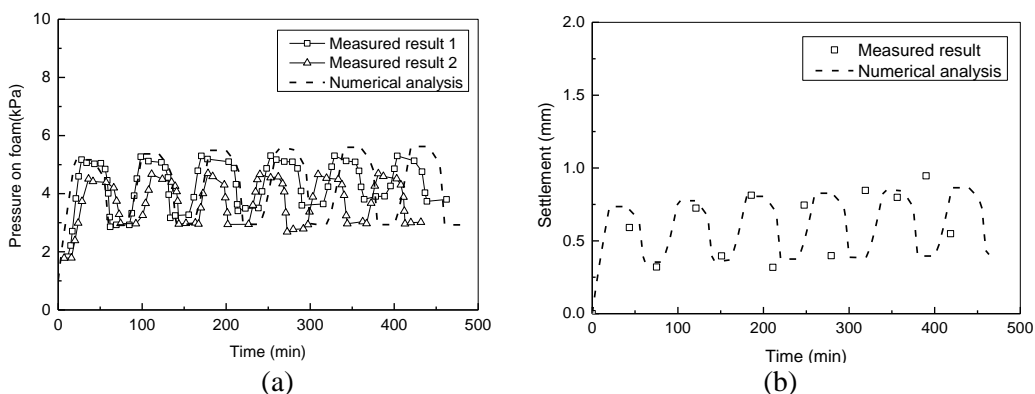 10
8
6
4
2
0
Pressure on foam(kPa)
Measured result 1
Measured result 2
Numerical analysis
0 100 200 300 400 500
Time (min)
(a)
2.0
1.5
1.0
0.5
0.0
Settlement (mm)
Measured result
Numerical analysis
0 100 200 300 400 500
Time (min)
(b)